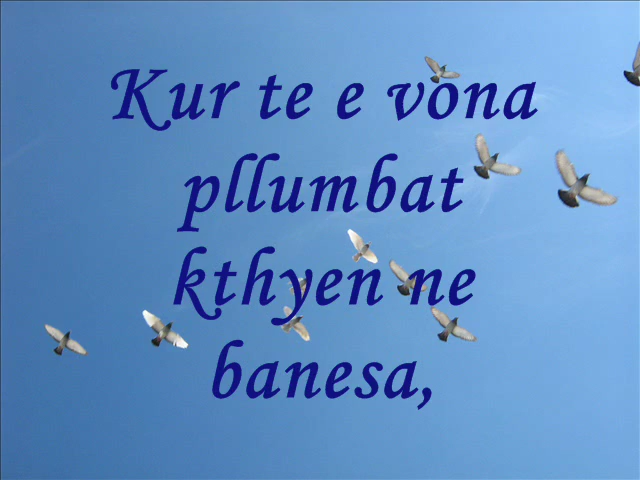 Kur te e vona
pllumbat
kthyen ne
banesa,